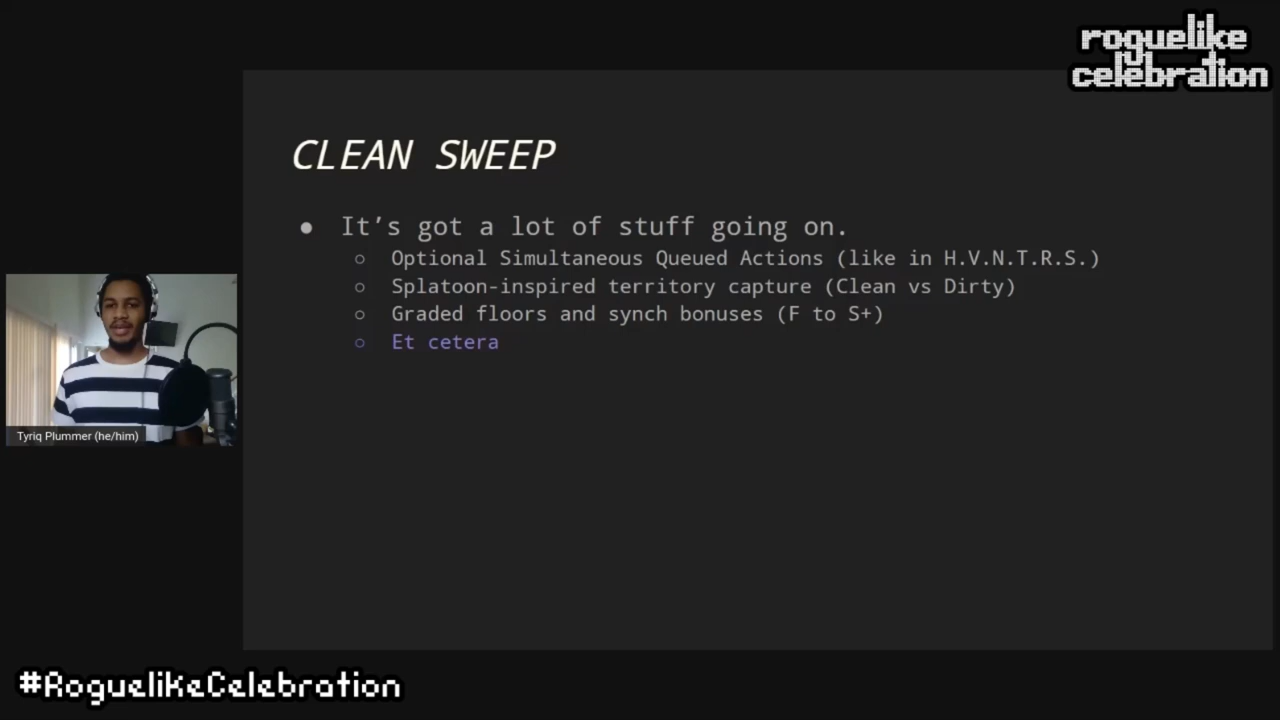 roguelike
celebration
CLEAN SWEEP
● It's got a lot of stuff going on.
○ Optional Simultaneous Queued Actions (like in H.V.N.T.R.S.)
○ Splatoon-inspired territory capture (Clean vs Dirty)
○ Graded floors and synch bonuses (F to S+)
○ Et cetera
Tyriq Plummer (he/him)
#RoguelikeCelebration